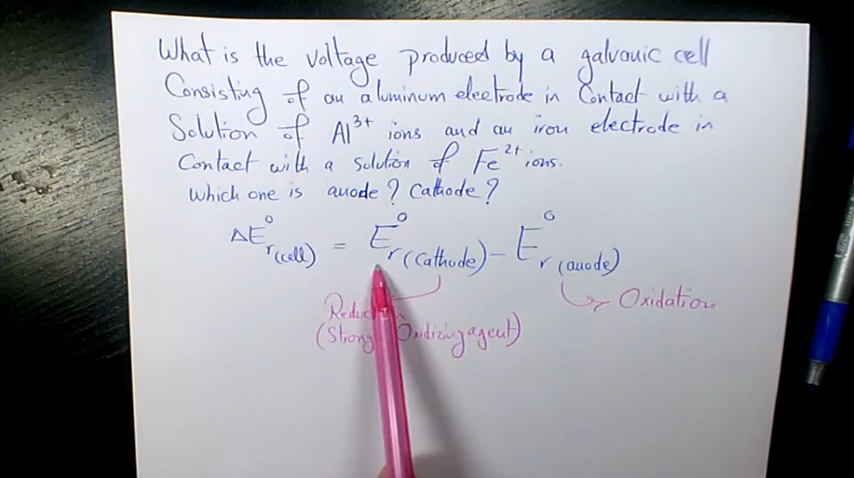 What is the voltage produced by a galvanic cell
Consisting of an aluminum electrode in Contact with a
Solution of Al³⁺ ions and an iron electrode in
Contact with a solution of Fe²⁺ ions.
which one is anode? Cathode?
ΔE°r(cell) = E°r(Cathode) - E°r(anode)
Oxidation
(Oxidizing agent)